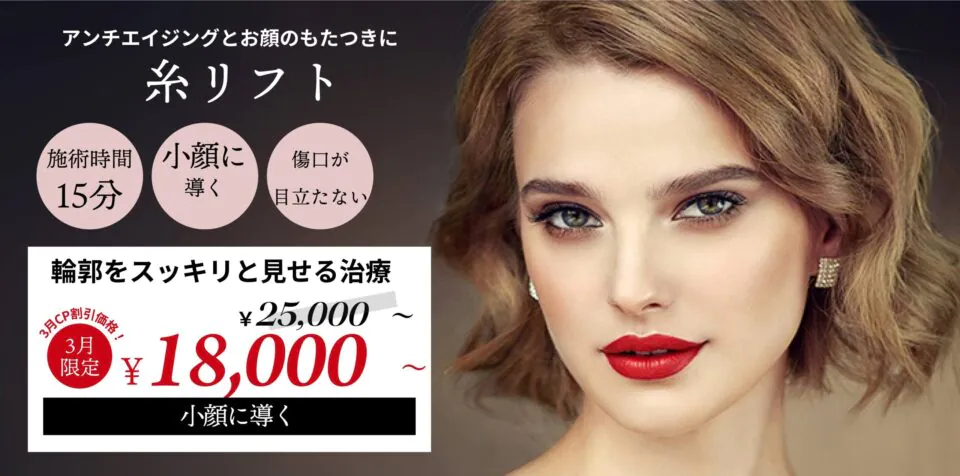 アンチエイジングとお顔のもたつきに
糸リフト
施術時間
15分
小顔に
導く
傷口が
目立たない
輪郭をスッキリと見せる治療
¥25,000～
3月CP割引価格！
3月
限定
¥18,000～
小顔に導く